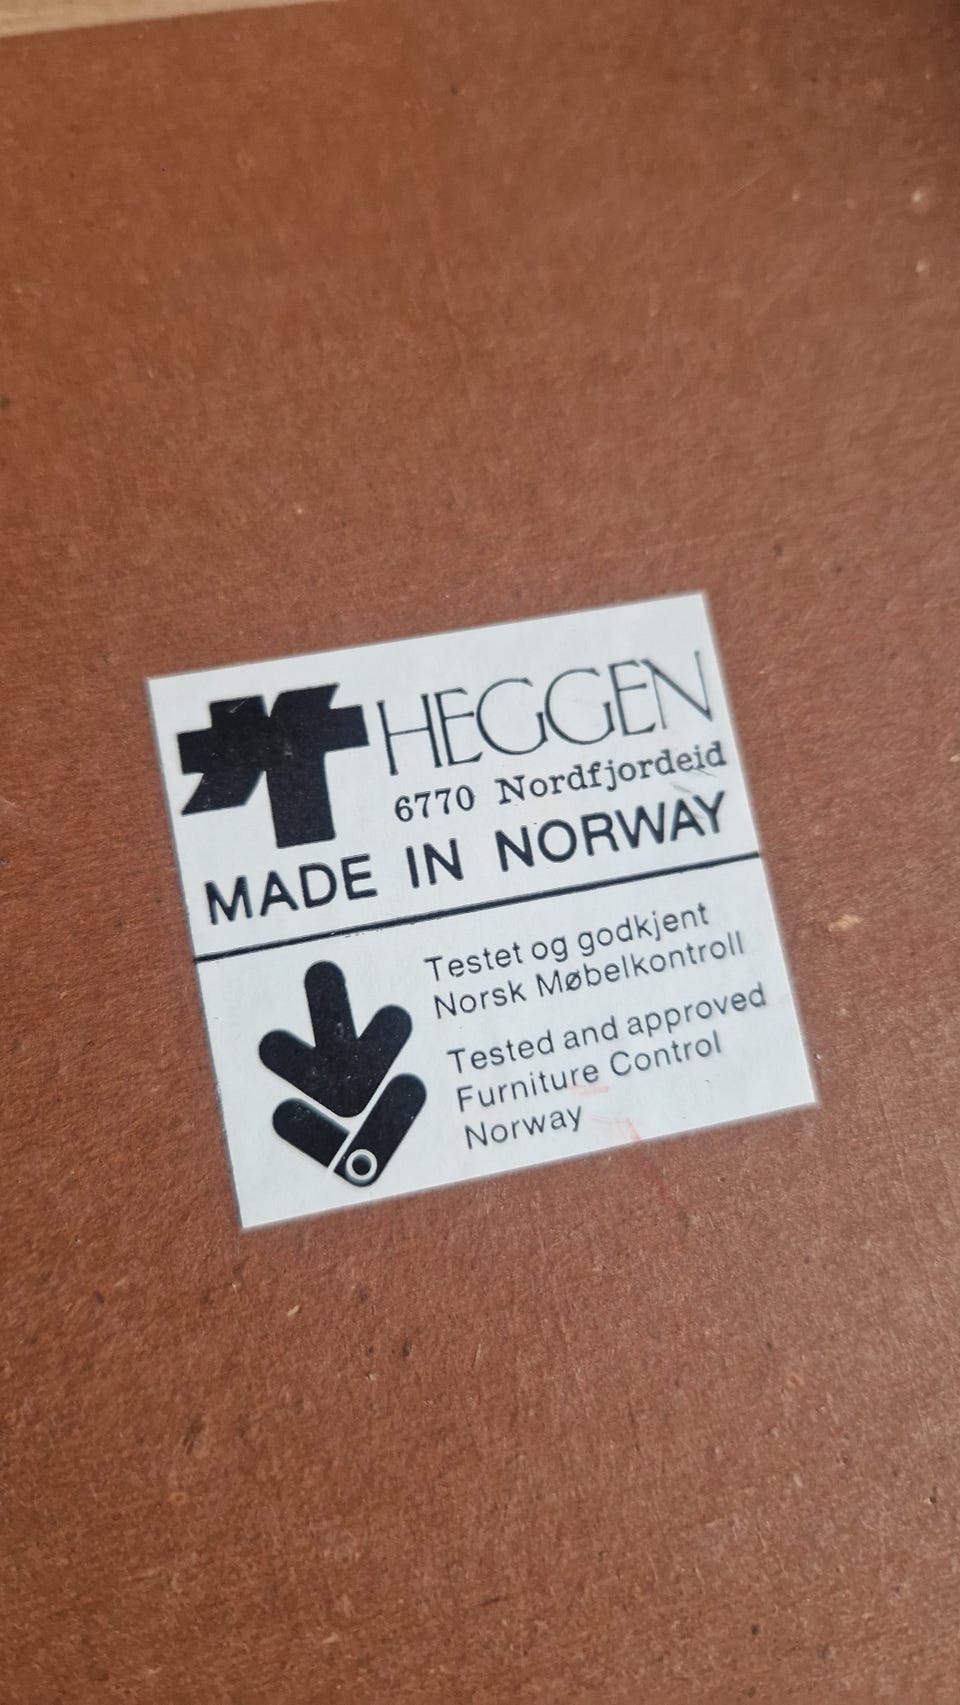 HEGGEN
6770 Nordfjordeid
MADE IN NORWAY
Testet og godkjent
Norsk Møbelkontroll
Tested and approved
Furniture Control
Norway